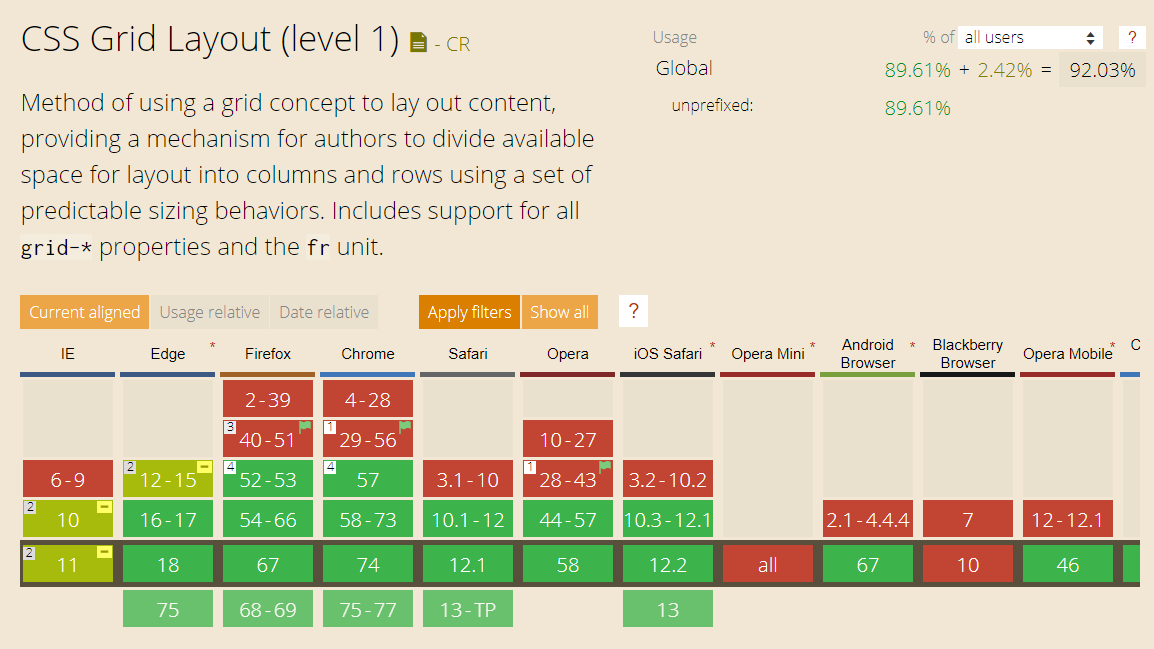 CSS Grid Layout (level 1) - CR
Usage % of all users ?
Global 89.61% + 2.42% = 92.03%
unprefixed: 89.61%
Method of using a grid concept to lay out content,
providing a mechanism for authors to divide available
space for layout into columns and rows using a set of
predictable sizing behaviors. Includes support for all
grid-* properties and the fr unit.
Current aligned Usage relative Date relative Apply filters Show all ?
IE Edge * Firefox Chrome Safari Opera iOS Safari * Opera Mini * Android Browser * Blackberry Browser Opera Mobile *
2-39 4-28
3 40-51 1 29-56 10-27
6-9 2 12-15 4 52-53 4 57 3.1-10 1 28-43 3.2-10.2
2 10 16-17 54-66 58-73 10.1-12 44-57 10.3-12.1 2.1-4.4.4 7 12-12.1
2 11 18 67 74 12.1 58 12.2 all 67 10 46
75 68-69 75-77 13-TP 13